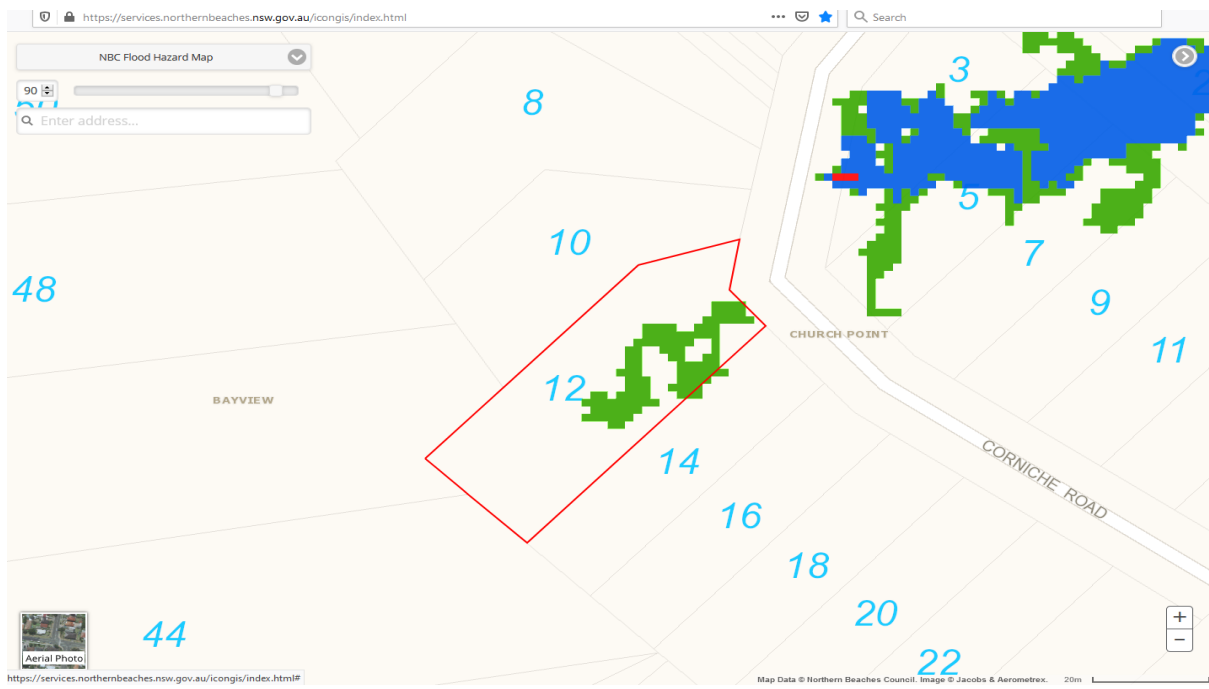 https://services.northernbeaches.nsw.gov.au/icongis/index.html
Search
NBC Flood Hazard Map
90
Enter address...
8
3
10
5
7
48
9
CHURCH POINT
11
12
BAYVIEW
14
CORNICHE ROAD
16
18
20
44
22
Aerial Photo
+
−
https://services.northernbeaches.nsw.gov.au/icongis/index.html#
Map Data © Northern Beaches Council. Image © Jacobs & Aerometrex.
20m